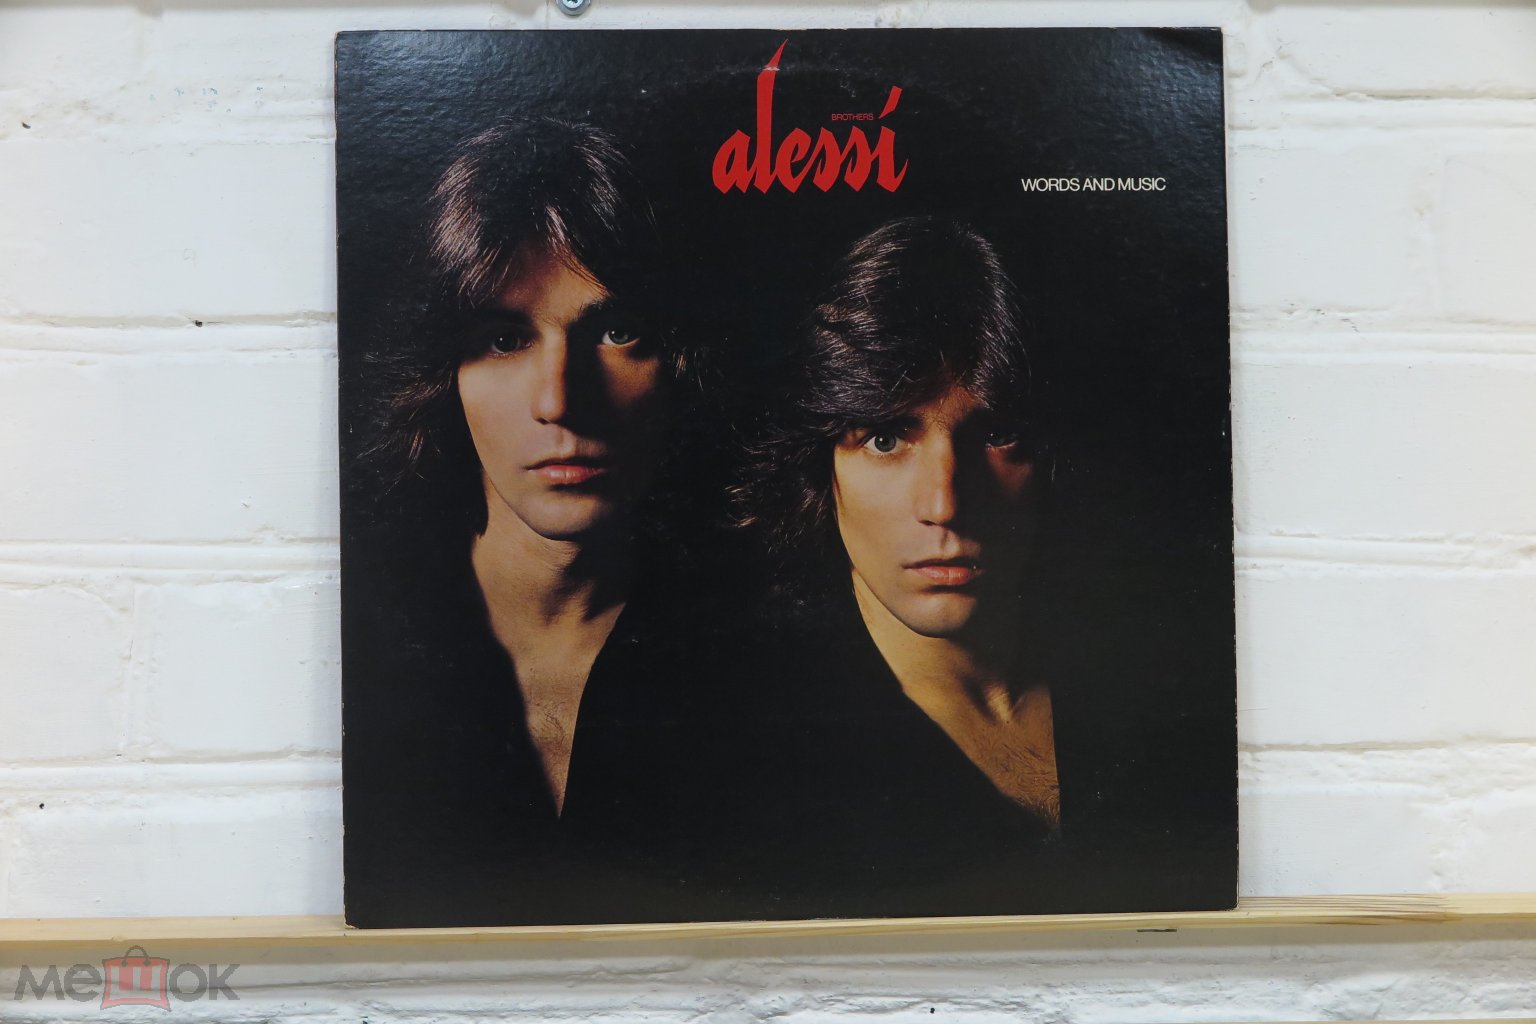 BROTHERS
alessi
WORDS AND MUSIC
мешок